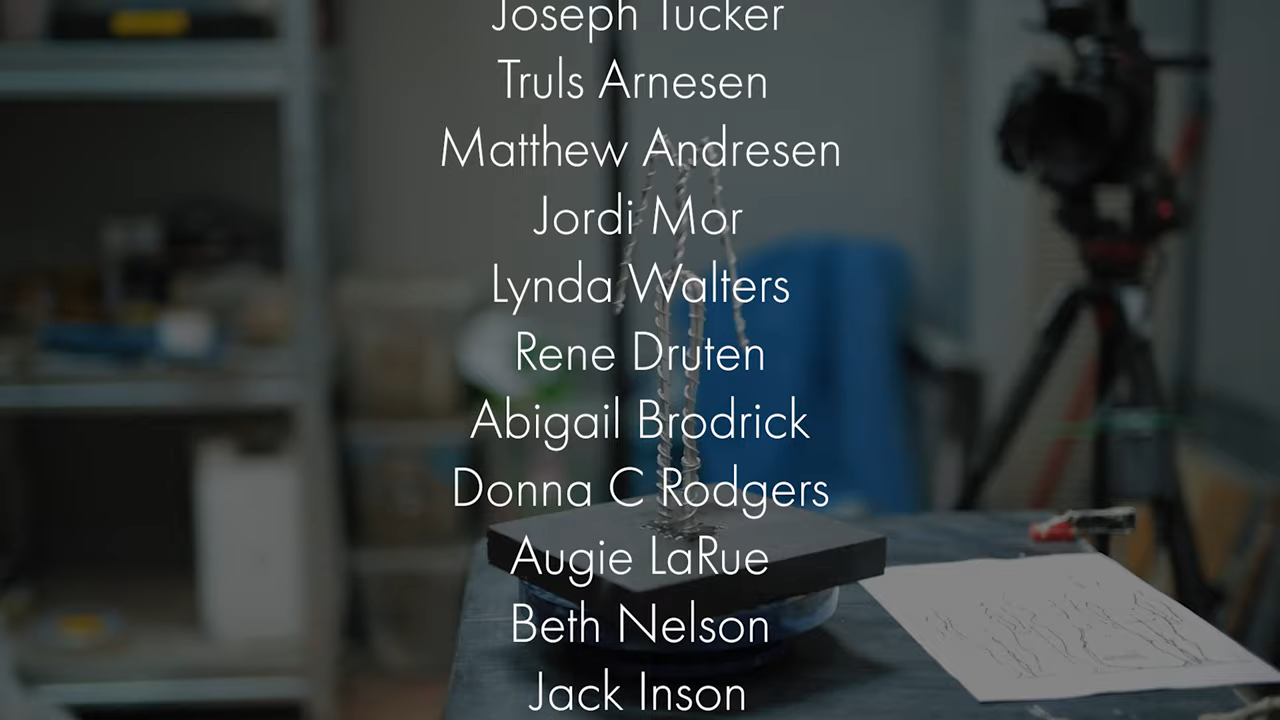 Joseph Tucker
Truls Arnesen
Matthew Andresen
Jordi Mor
Lynda Walters
Rene Druten
Abigail Brodrick
Donna C Rodgers
Augie LaRue
Beth Nelson
Jack Inson